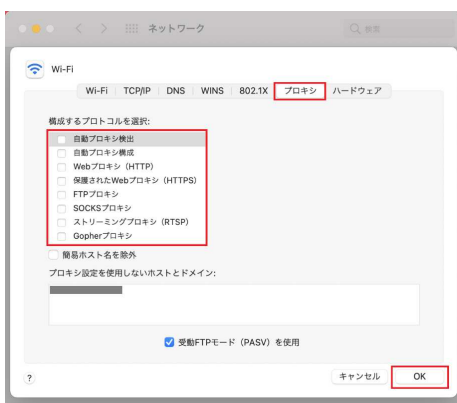 ネットワーク
検索
Wi-Fi
Wi-Fi TCP/IP DNS WINS 802.1X プロキシ ハードウェア
構成するプロトコルを選択:
自動プロキシ検出
自動プロキシ構成
Webプロキシ（HTTP）
保護されたWebプロキシ（HTTPS）
FTPプロキシ
SOCKSプロキシ
ストリーミングプロキシ（RTSP）
Gopherプロキシ
簡易ホスト名を除外
プロキシ設定を使用しないホストとドメイン:
受動FTPモード（PASV）を使用
? キャンセル OK